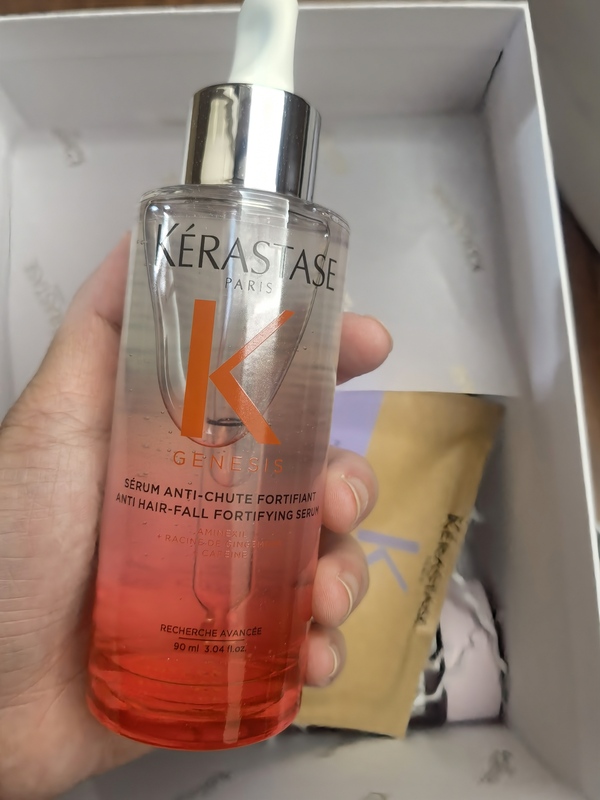 KÉRASTASE
PARIS
K
GENESIS
SÉRUM ANTI-CHUTE FORTIFIANT
ANTI HAIR-FALL FORTIFYING SERUM
RECHERCHE AVANCÉE
90 ml 3.04 fl.oz.
K
KÉRASTASE